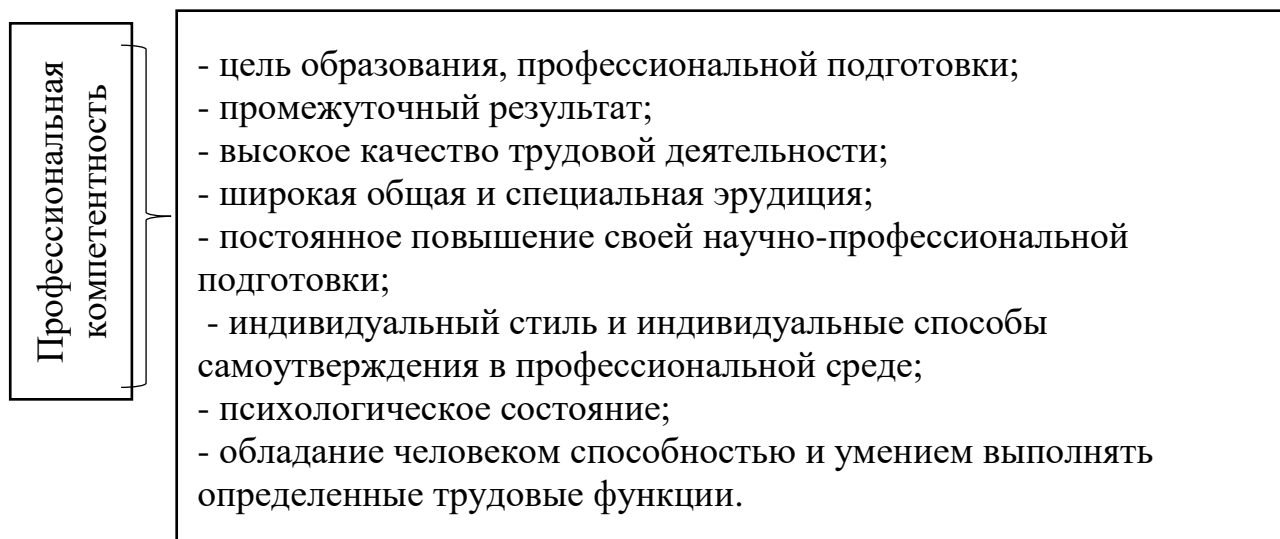 Профессиональная
компетентность
- цель образования, профессиональной подготовки;
- промежуточный результат;
- высокое качество трудовой деятельности;
- широкая общая и специальная эрудиция;
- постоянное повышение своей научно-профессиональной
подготовки;
- индивидуальный стиль и индивидуальные способы
самоутверждения в профессиональной среде;
- психологическое состояние;
- обладание человеком способностью и умением выполнять
определенные трудовые функции.